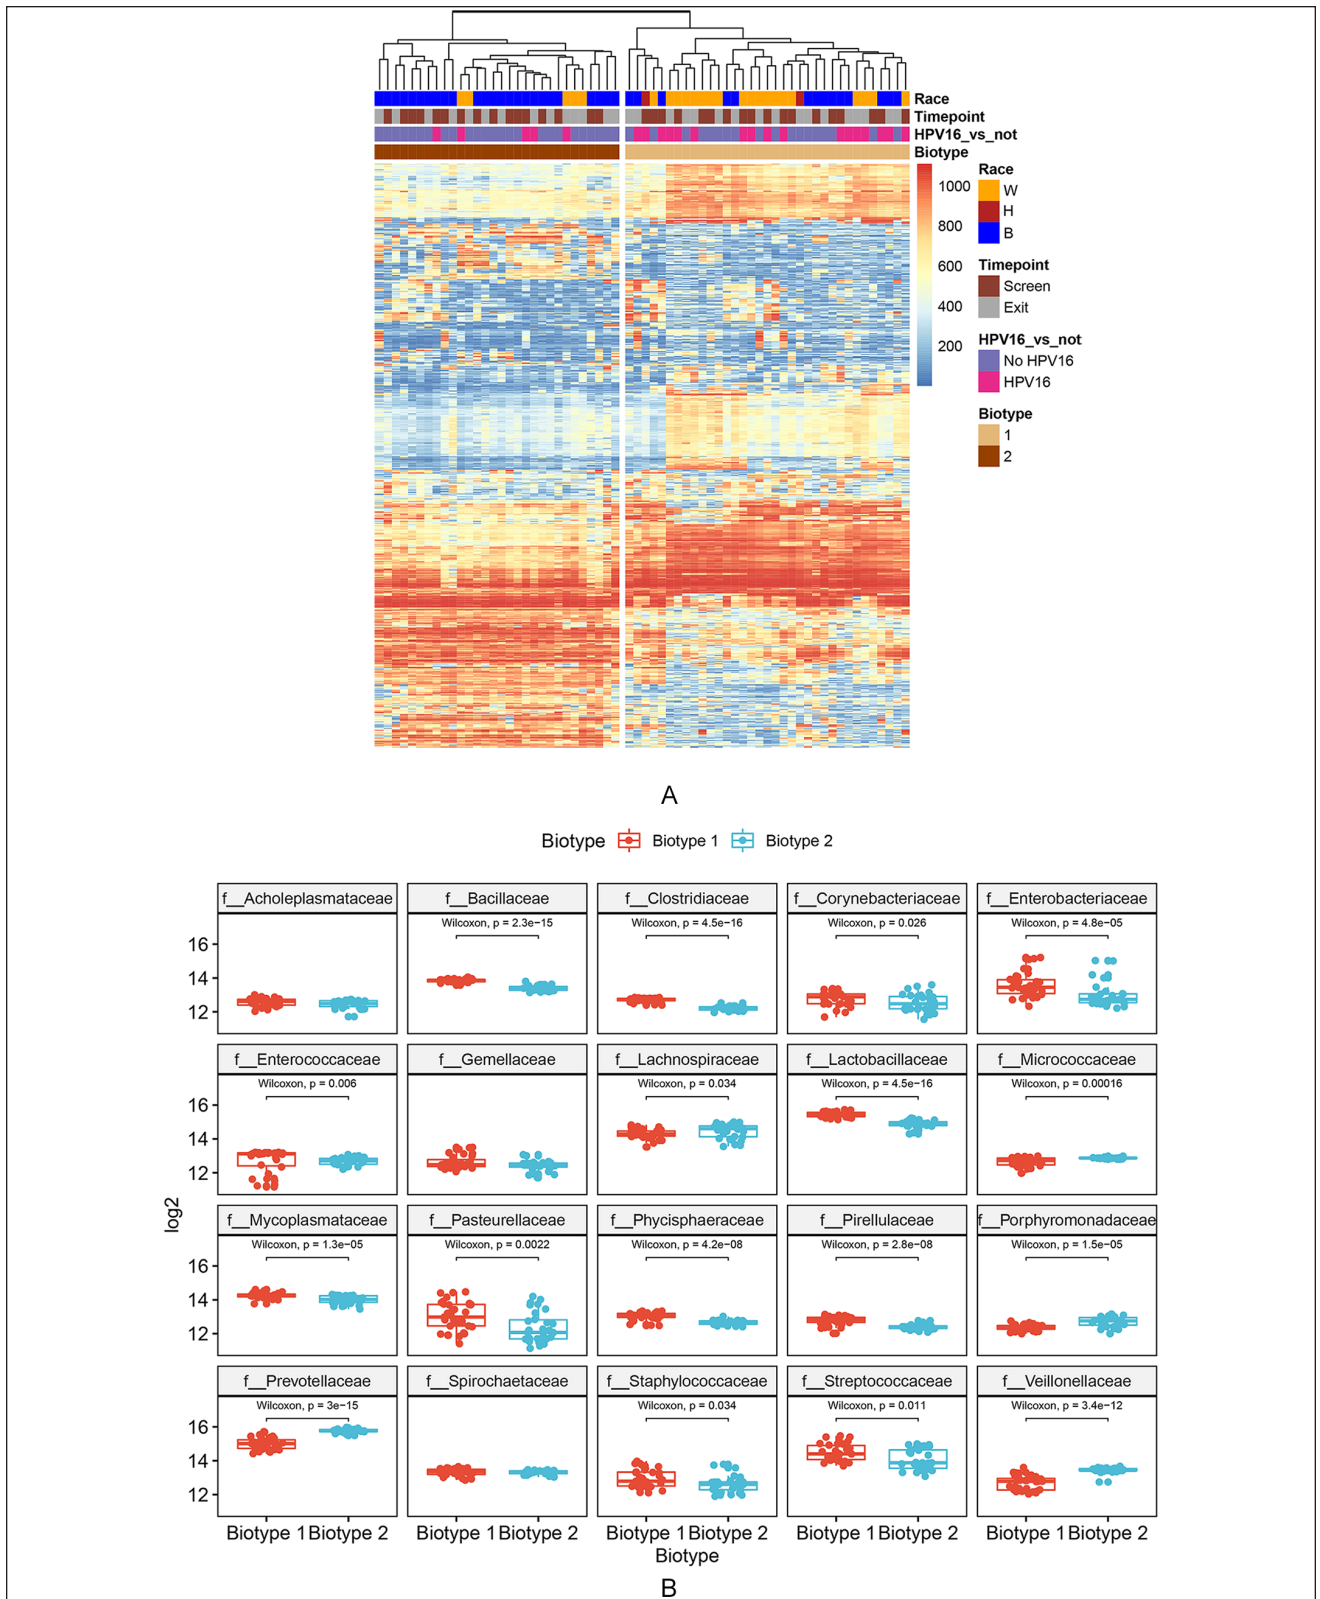 Race
Timepoint
HPV16_vs_not
Biotype
1000
800
600
400
200
Race
W
H
B
Timepoint
Screen
Exit
HPV16_vs_not
No HPV16
HPV16
Biotype
1
2
A
Biotype Biotype 1 Biotype 2
f__Acholeplasmataceae f__Bacillaceae f__Clostridiaceae f__Corynebacteriaceae f__Enterobacteriaceae
Wilcoxon, p = 2.3e−15 Wilcoxon, p = 4.5e−16 Wilcoxon, p = 0.026 Wilcoxon, p = 4.8e−05
16
14
12
f__Enterococcaceae f__Gemellaceae f__Lachnospiraceae f__Lactobacillaceae f__Micrococcaceae
Wilcoxon, p = 0.006 Wilcoxon, p = 0.034 Wilcoxon, p = 4.5e−16 Wilcoxon, p = 0.00016
16
14
12
log2
f__Mycoplasmataceae f__Pasteurellaceae f__Phycisphaeraceae f__Pirellulaceae f__Porphyromonadaceae
Wilcoxon, p = 1.3e−05 Wilcoxon, p = 0.0022 Wilcoxon, p = 4.2e−08 Wilcoxon, p = 2.8e−08 Wilcoxon, p = 1.5e−05
16
14
12
f__Prevotellaceae f__Spirochaetaceae f__Staphylococcaceae f__Streptococcaceae f__Veillonellaceae
Wilcoxon, p = 3e−15 Wilcoxon, p = 0.034 Wilcoxon, p = 0.011 Wilcoxon, p = 3.4e−12
16
14
12
Biotype 1 Biotype 2 Biotype 1 Biotype 2 Biotype 1 Biotype 2 Biotype 1 Biotype 2 Biotype 1 Biotype 2
Biotype
B